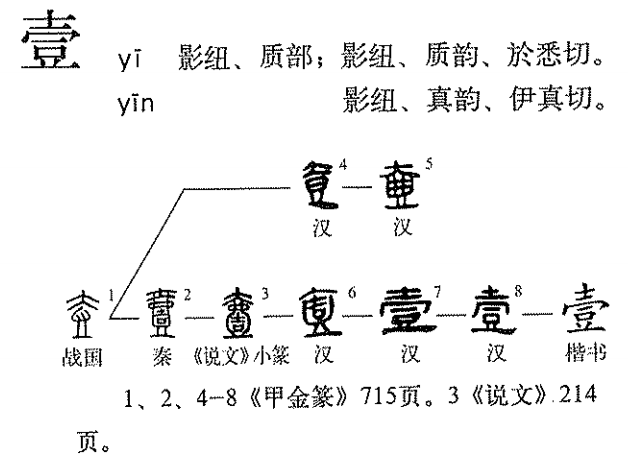 壹 yī 影纽、质部；影纽、质韵、於悉切。
yīn 影纽、真韵、伊真切。
4 5
汉 汉
1 2 3 6 7 8 壹
战国 秦 《说文》小篆 汉 汉 汉 楷书
1、2、4-8《甲金篆》715页。3《说文》214
页。